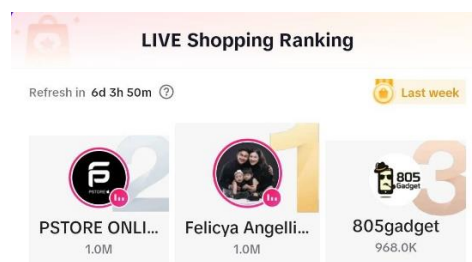 LIVE Shopping Ranking
Refresh in 6d 3h 50m ?
Last week
2
1
3
PSTORE
805
Gadget
PSTORE ONLI...
Felicya Angelli...
805gadget
1.0M
1.0M
968.0K